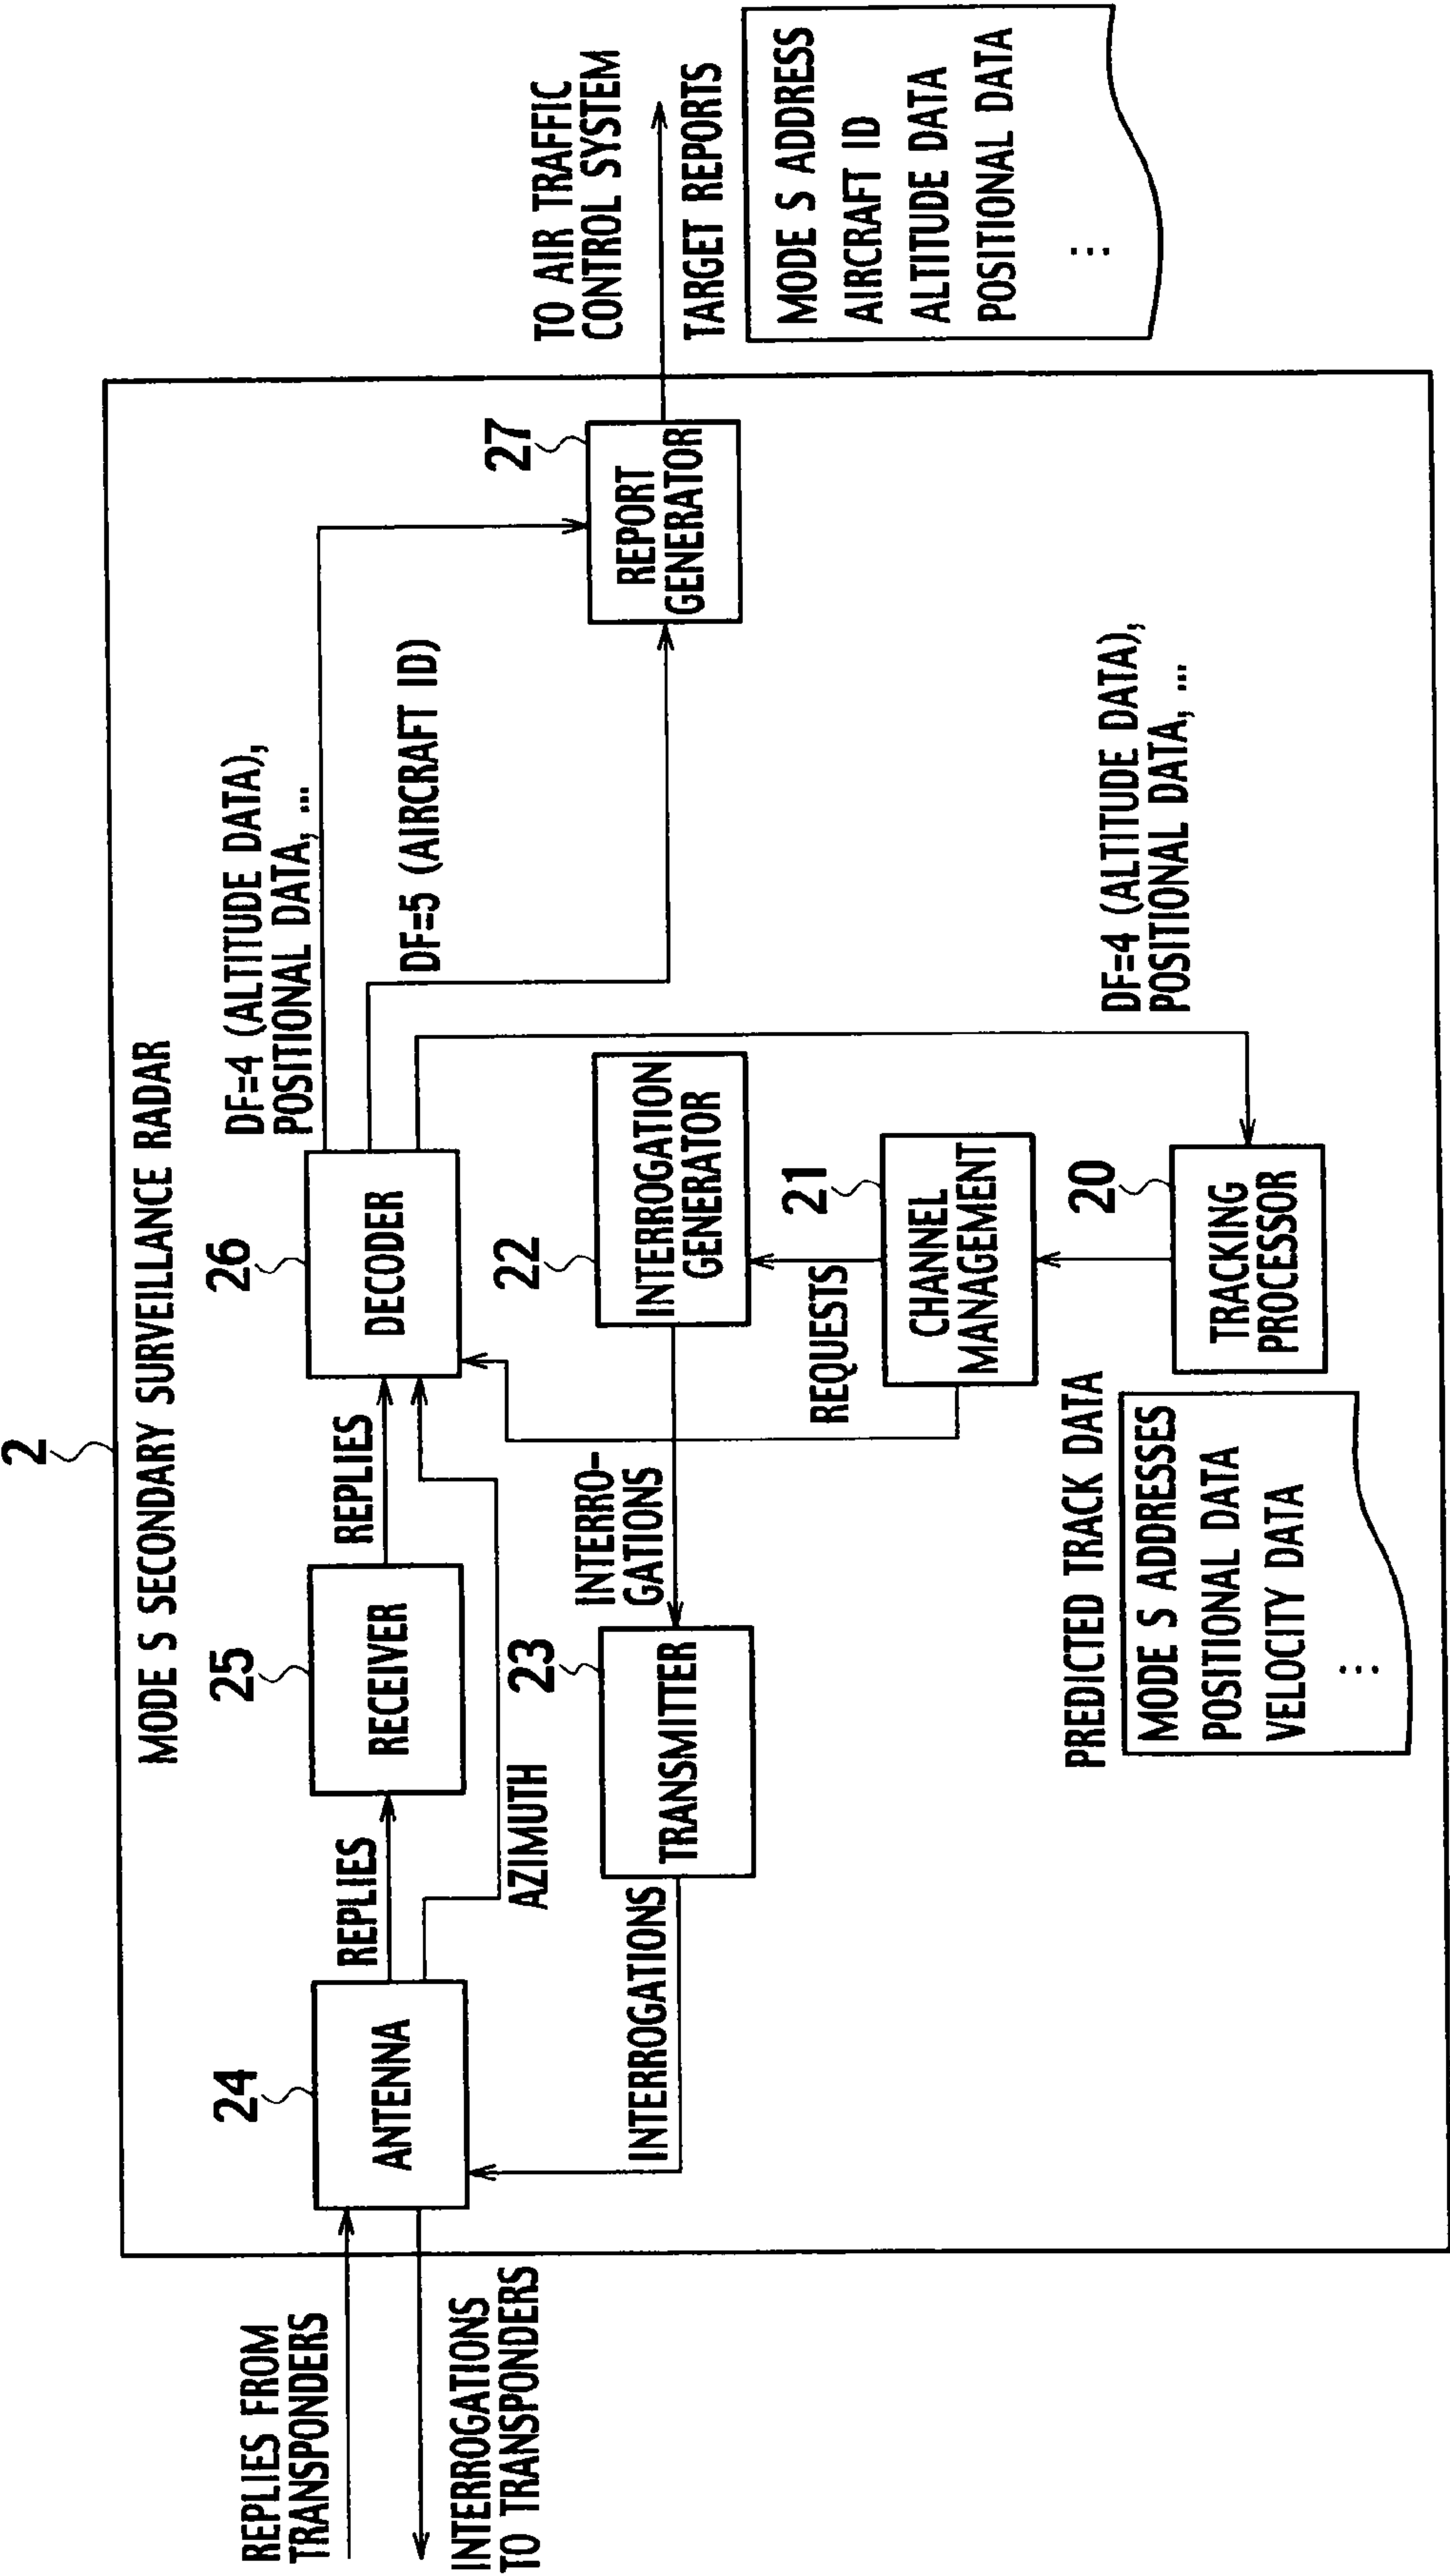 2
MODE S SECONDARY SURVEILLANCE RADAR
REPLIES FROM
TRANSPONDERS
INTERROGATIONS
TO TRANSPONDERS
24
ANTENNA
REPLIES
25
RECEIVER
REPLIES
AZIMUTH
26
DECODER
DF=4 (ALTITUDE DATA),
POSITIONAL DATA, ...
DF=5 (AIRCRAFT ID)
27
REPORT
GENERATOR
TO AIR TRAFFIC
CONTROL SYSTEM
TARGET REPORTS
MODE S ADDRESS
AIRCRAFT ID
ALTITUDE DATA
POSITIONAL DATA
...
INTERROGATIONS
23
TRANSMITTER
INTERRO-
GATIONS
22
INTERROGATION
GENERATOR
REQUESTS
21
CHANNEL
MANAGEMENT
DF=4 (ALTITUDE DATA),
POSITIONAL DATA, ...
20
TRACKING
PROCESSOR
PREDICTED TRACK DATA
MODE S ADDRESSES
POSITIONAL DATA
VELOCITY DATA
...